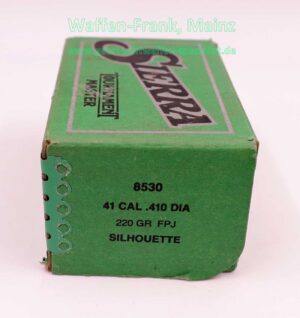 Waffen-Frank, Mainz
SIERRA
TOURNAMENT
MASTER
8530
41 CAL .410 DIA
220 GR FPJ
SILHOUETTE